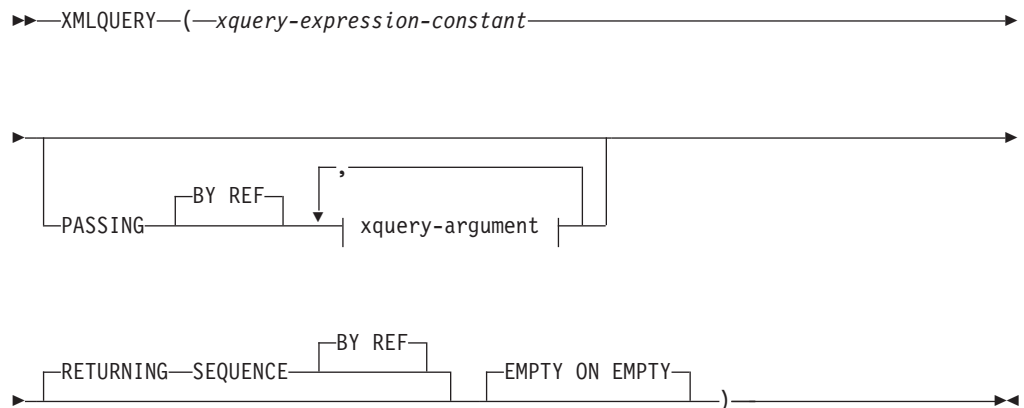 XMLQUERY ( xquery-expression-constant
,
BY REF
PASSING xquery-argument
BY REF
RETURNING SEQUENCE EMPTY ON EMPTY
)